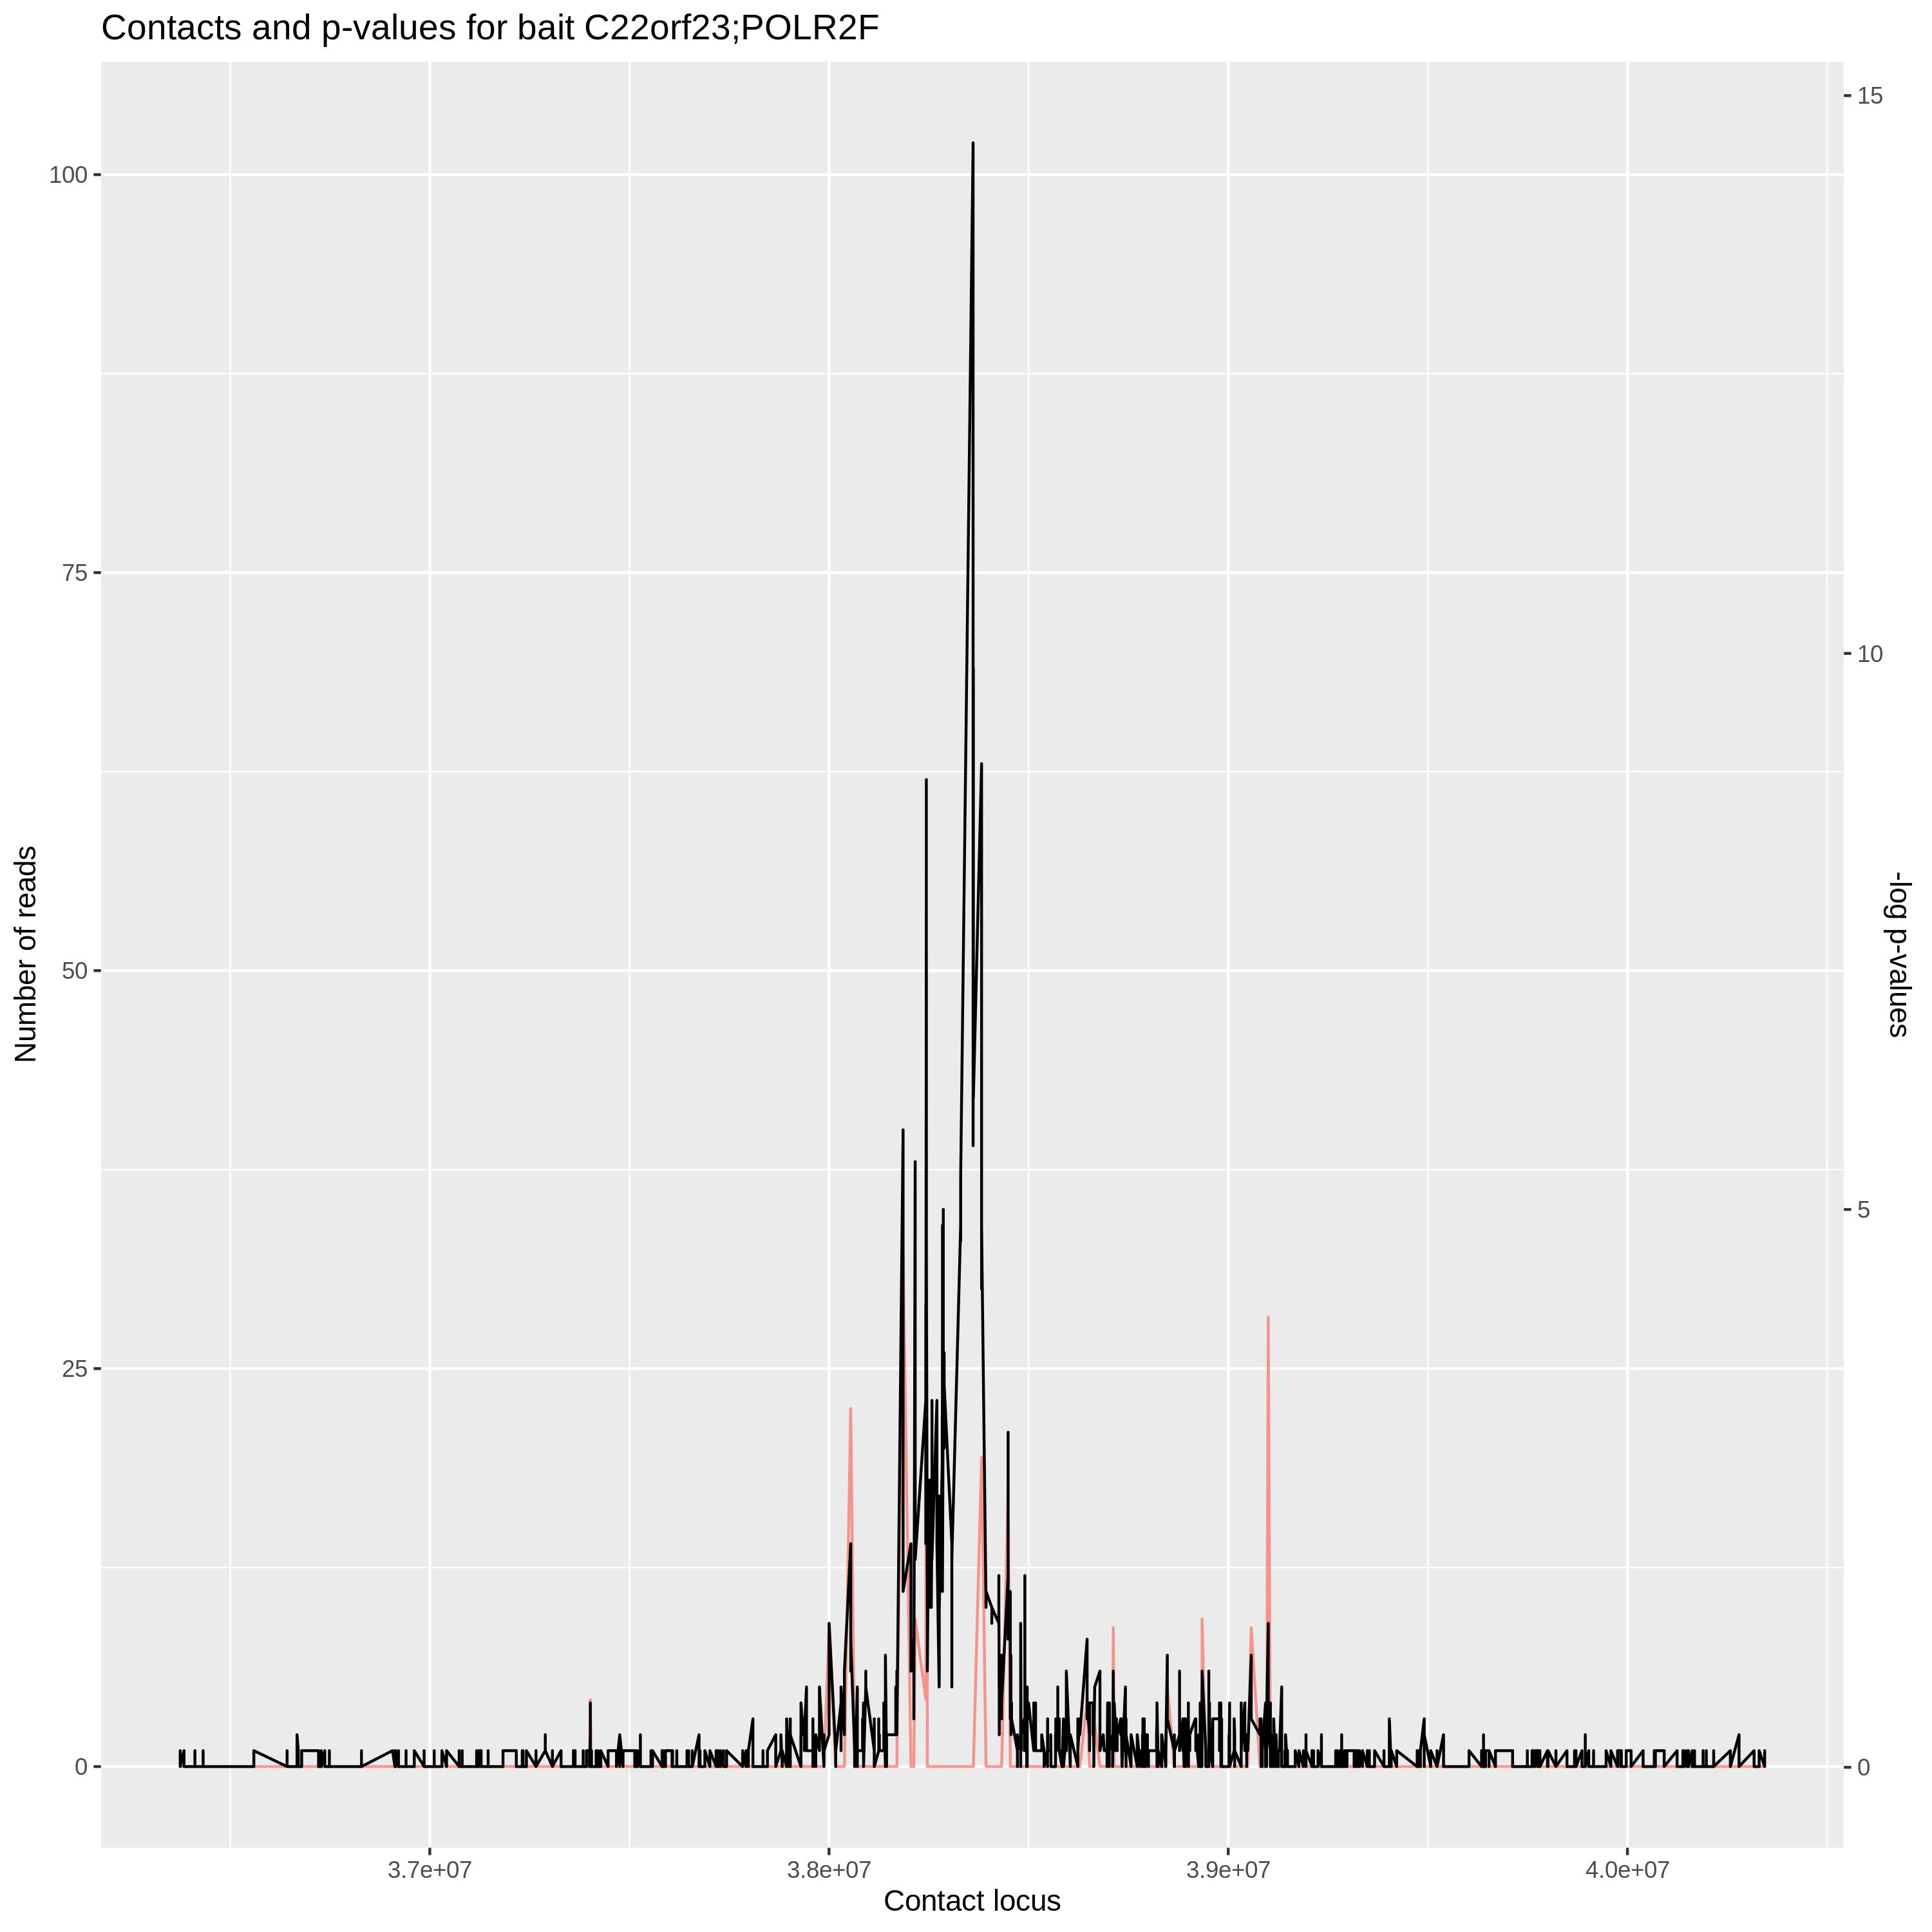 Contacts and p-values for bait C22orf23;POLR2F
100
75
50
25
0
Number of reads
15
10
5
0
-log p-values
3.7e+07
3.8e+07
3.9e+07
4.0e+07
Contact locus